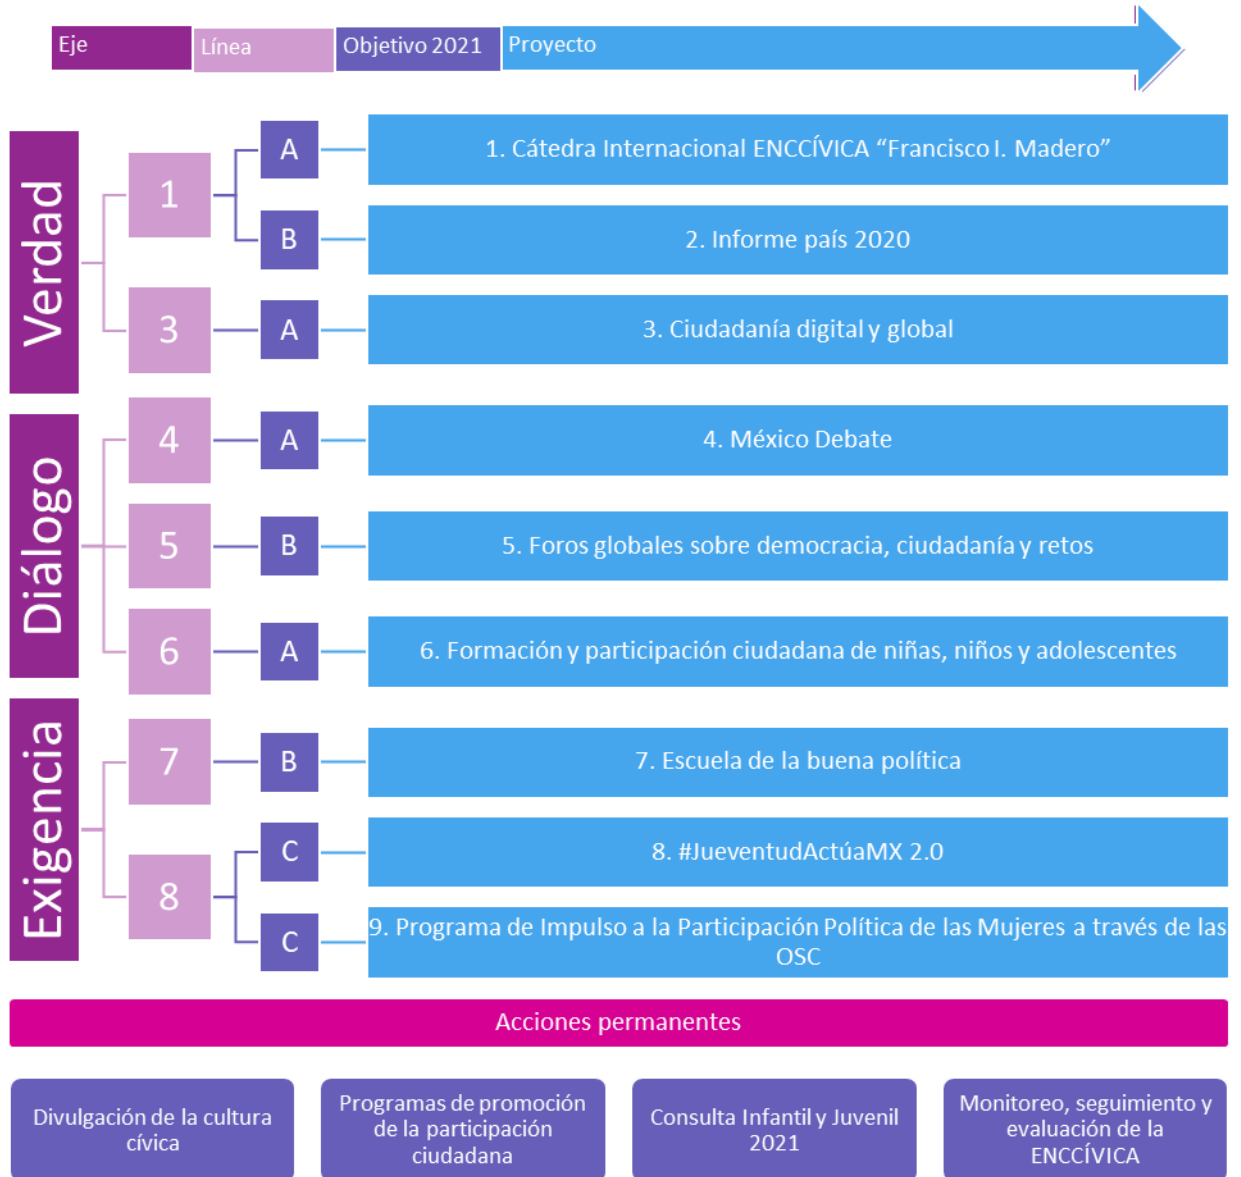 Eje
Línea
Objetivo 2021
Proyecto
Verdad
1
A
1. Cátedra Internacional ENCCÍVICA “Francisco I. Madero”
B
2. Informe país 2020
3
A
3. Ciudadanía digital y global
Diálogo
4
A
4. México Debate
5
B
5. Foros globales sobre democracia, ciudadanía y retos
6
A
6. Formación y participación ciudadana de niñas, niños y adolescentes
Exigencia
7
B
7. Escuela de la buena política
8
C
8. #JueventudActúaMX 2.0
C
9. Programa de Impulso a la Participación Política de las Mujeres a través de las
OSC
Acciones permanentes
Divulgación de la cultura
cívica
Programas de promoción
de la participación
ciudadana
Consulta Infantil y Juvenil
2021
Monitoreo, seguimiento y
evaluación de la
ENCCÍVICA